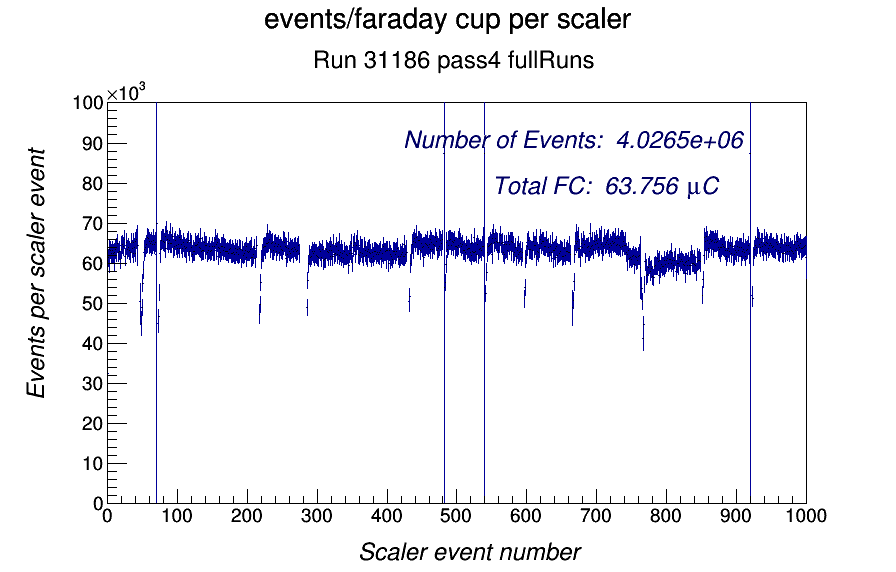 events/faraday cup per scaler
Run 31186 pass4 fullRuns
×10³
100
90
80
70
60
50
40
30
20
10
0
Events per scaler event
Number of Events: 4.0265e+06
Total FC: 63.756 μC
0 100 200 300 400 500 600 700 800 900 1000
Scaler event number